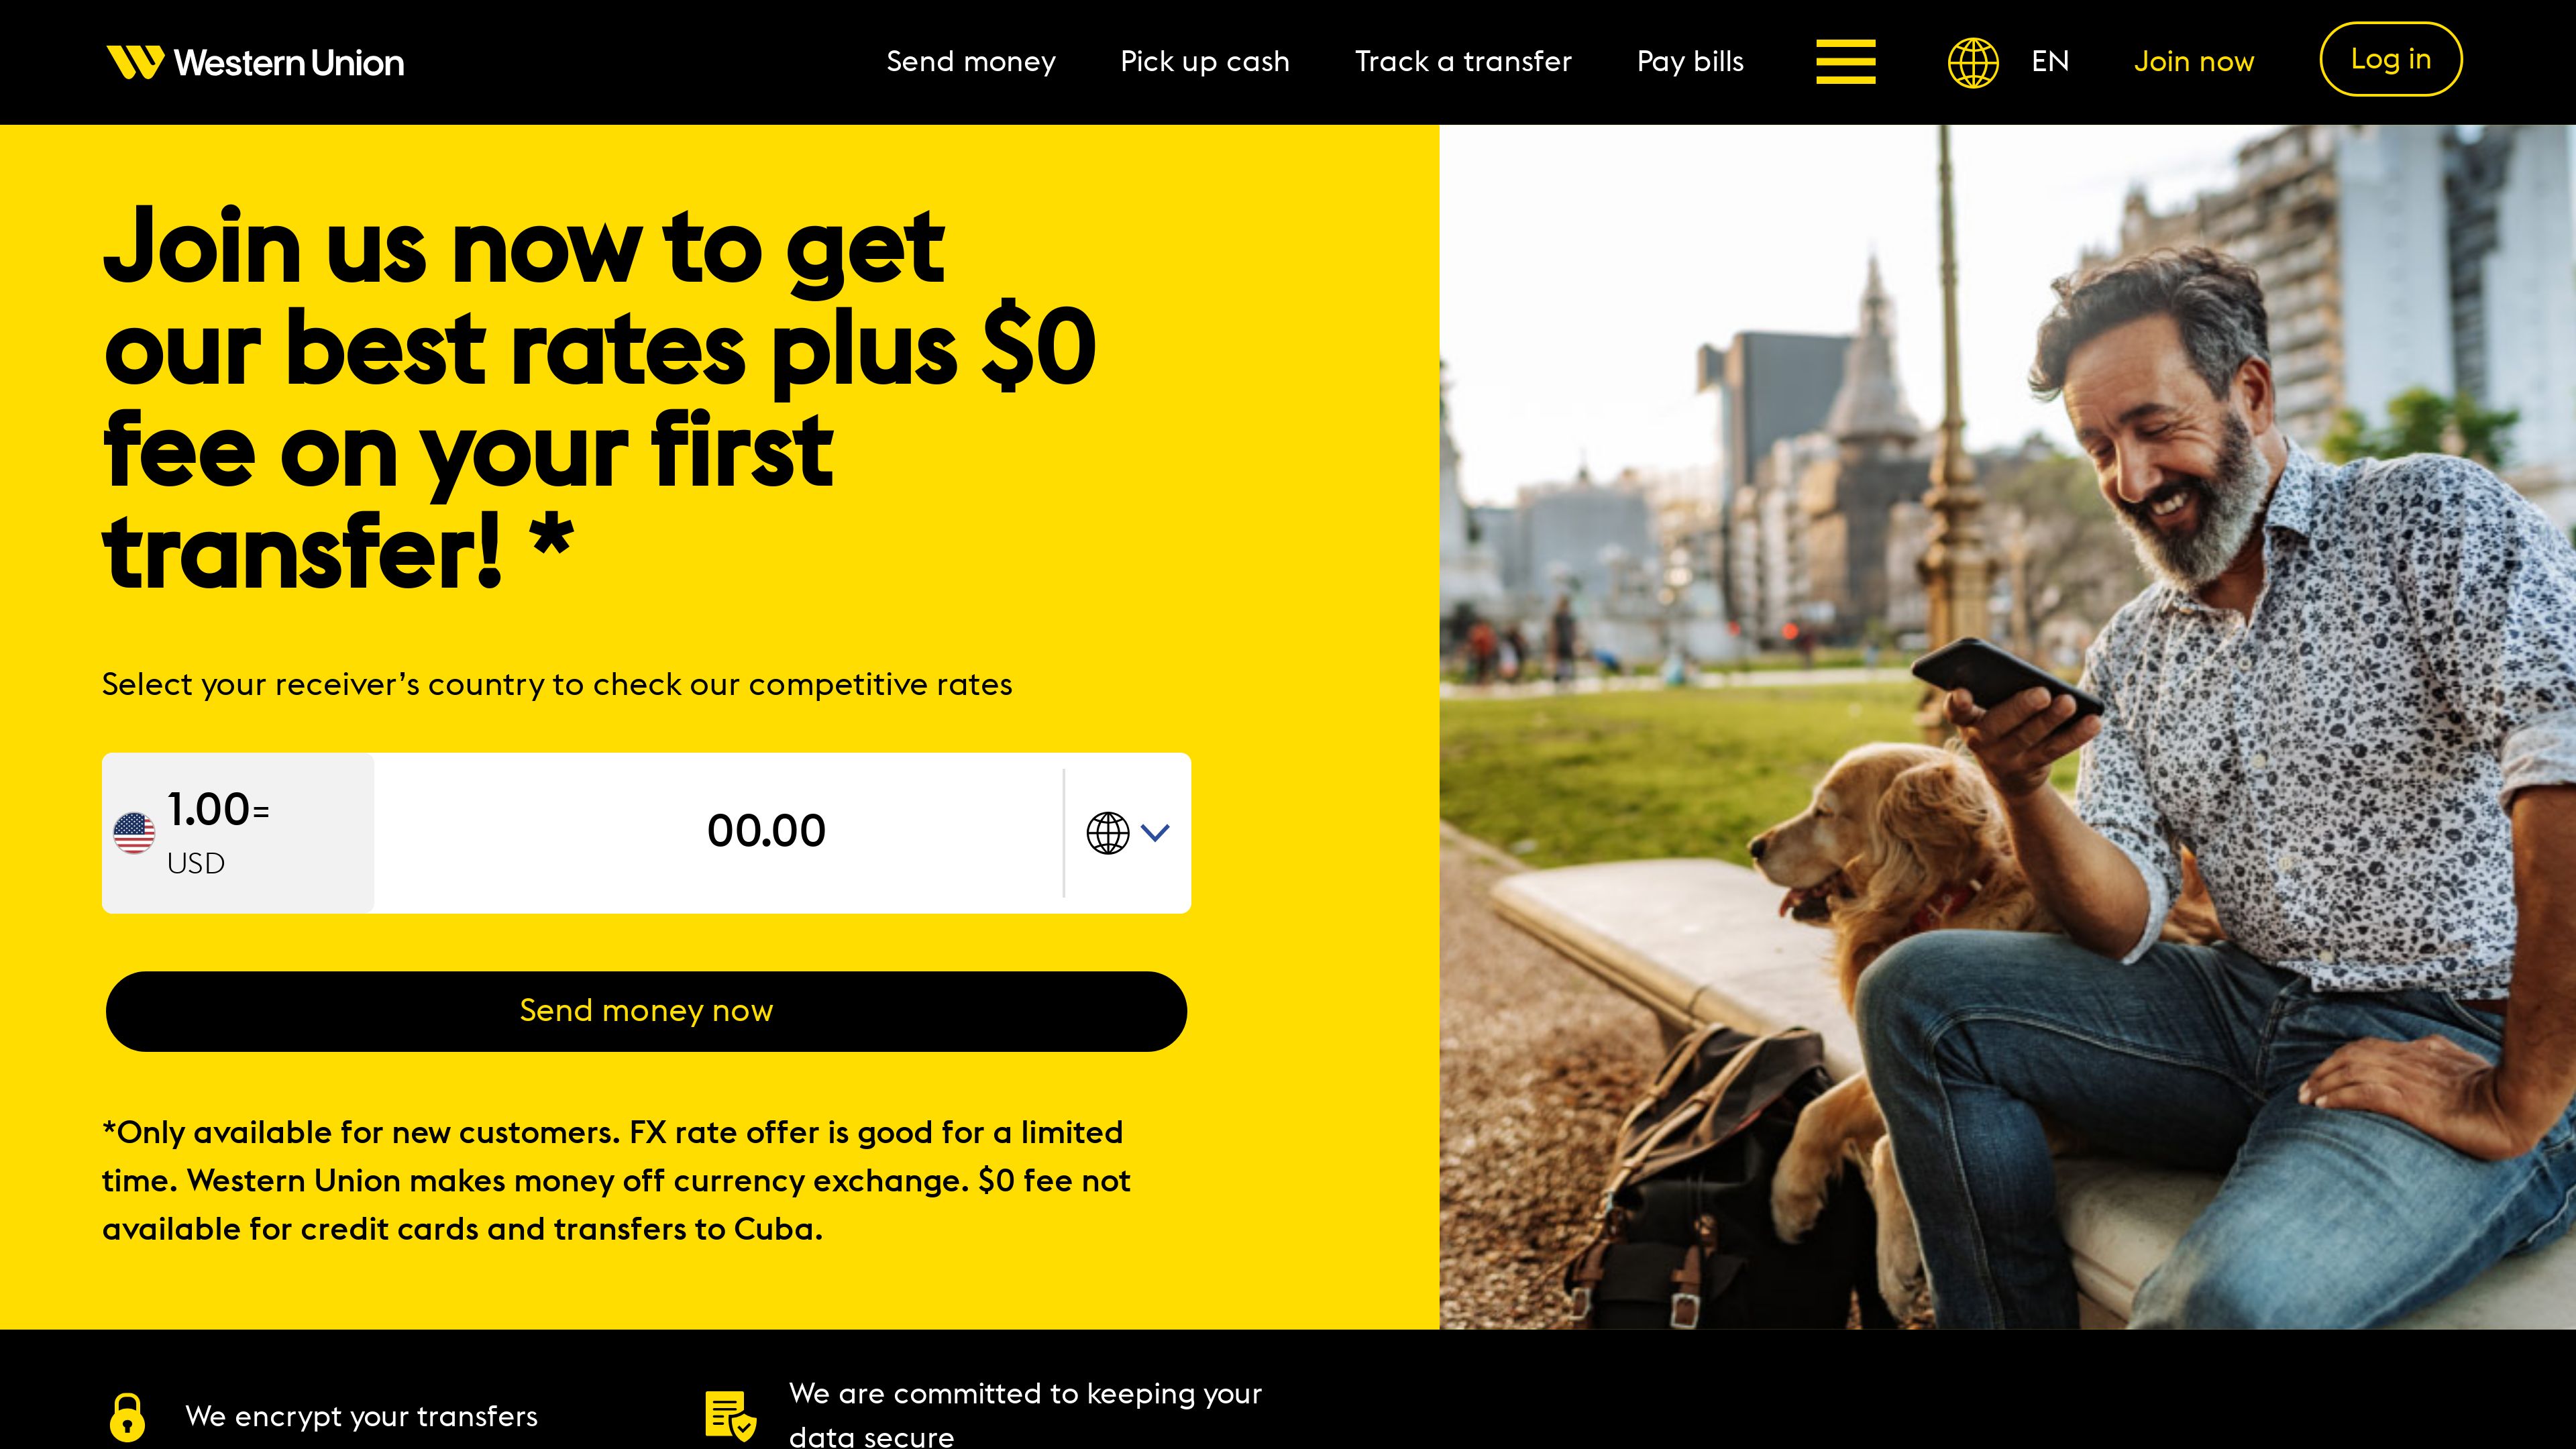 Western Union
Send money
Pick up cash
Track a transfer
Pay bills
EN
Join now
Log in
Join us now to get
our best rates plus $0
fee on your first
transfer! *
Select your receiver’s country to check our competitive rates
1.00=
USD
00.00
Send money now
*Only available for new customers. FX rate offer is good for a limited
time. Western Union makes money off currency exchange. $0 fee not
available for credit cards and transfers to Cuba.
We encrypt your transfers
We are committed to keeping your
data secure